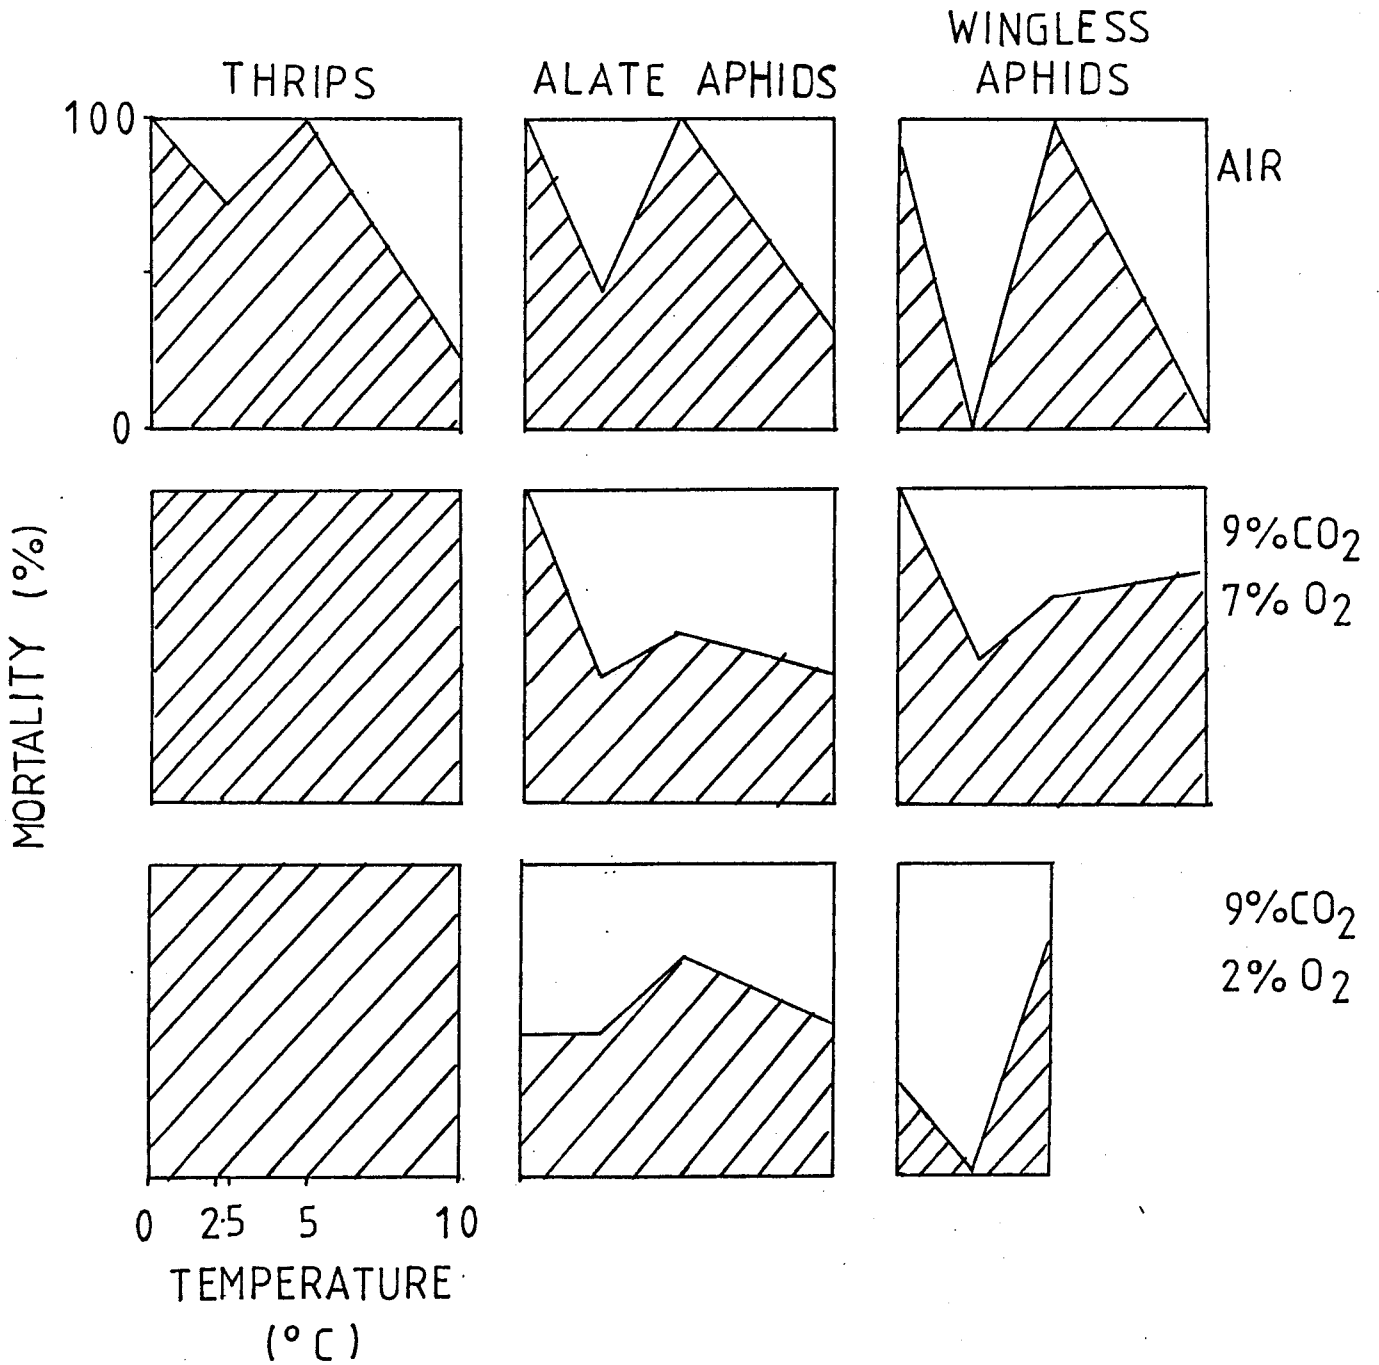 THRIPS
ALATE APHIDS
WINGLESS
APHIDS
100
0
AIR
MORTALITY (%)
9%CO2
7% O2
9%CO2
2% O2
0 2·5 5 10
TEMPERATURE
(°C)